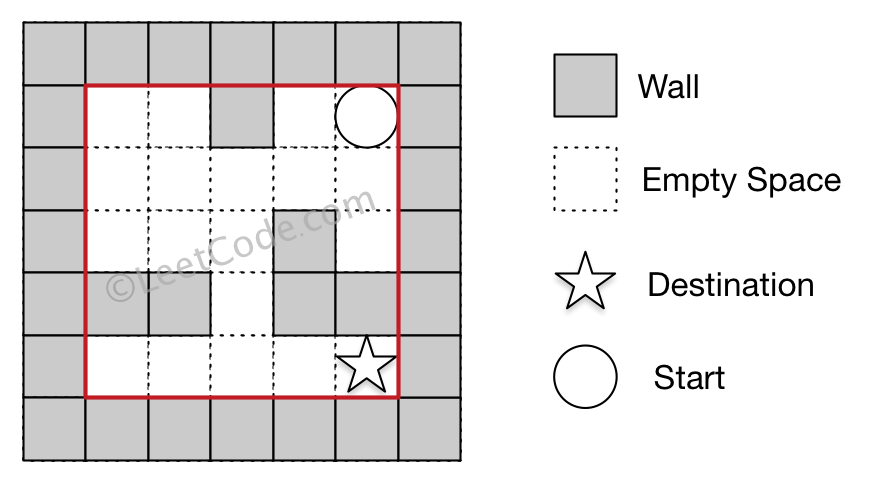 Wall
Empty Space
Destination
Start
©LeetCode.com